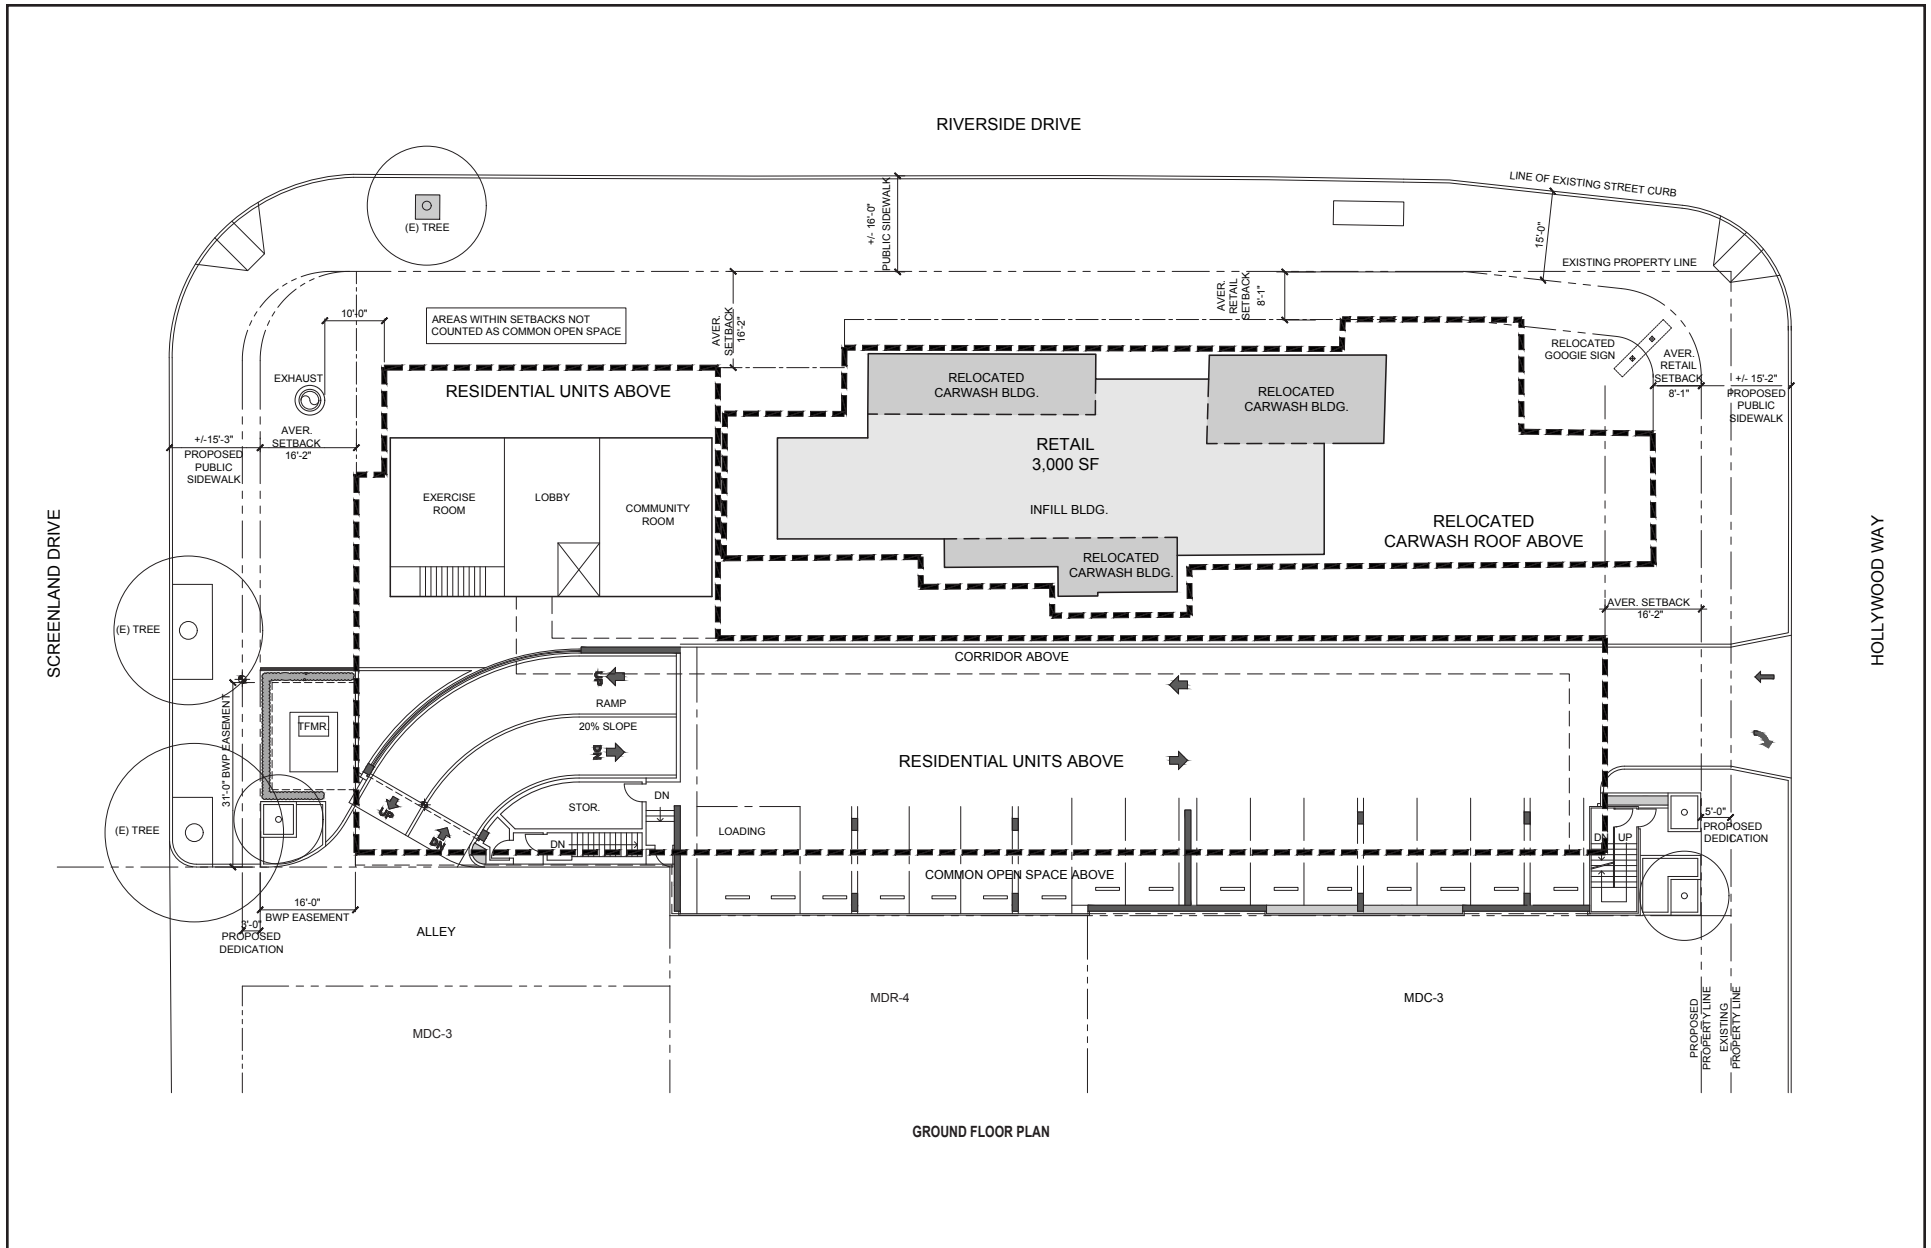 RIVERSIDE DRIVE
LINE OF EXISTING STREET CURB
(E) TREE
+/- 16'-0"
PUBLIC SIDEWALK
15'-0"
EXISTING PROPERTY LINE
10'-0"
AREAS WITHIN SETBACKS NOT
COUNTED AS COMMON OPEN SPACE
AVER.
SETBACK
16'-2"
AVER.
RETAIL
SETBACK
8'-1"
RELOCATED
GOOGIE SIGN
AVER.
RETAIL
SETBACK
8'-1"
+/- 15'-2"
PROPOSED
PUBLIC
SIDEWALK
EXHAUST
RESIDENTIAL UNITS ABOVE
RELOCATED
CARWASH BLDG.
RELOCATED
CARWASH BLDG.
AVER.
SETBACK
16'-2"
+/-15'-3"
PROPOSED
PUBLIC
SIDEWALK
RETAIL
3,000 SF
EXERCISE
ROOM
LOBBY
COMMUNITY
ROOM
INFILL BLDG.
RELOCATED
CARWASH ROOF ABOVE
RELOCATED
CARWASH BLDG.
SCREENLAND DRIVE
HOLLYWOOD WAY
AVER. SETBACK
16'-2"
(E) TREE
CORRIDOR ABOVE
UP
RAMP
20% SLOPE
DN
31'-0" BWP EASEMENT
TFMR.
RESIDENTIAL UNITS ABOVE
STOR.
DN
UP
DN
(E) TREE
LOADING
DN
DN
UP
5'-0"
PROPOSED
DEDICATION
COMMON OPEN SPACE ABOVE
16'-0"
BWP EASEMENT
3'-0"
PROPOSED
DEDICATION
ALLEY
MDC-3
MDR-4
MDC-3
PROPOSED
PROPERTY LINE
EXISTING
PROPERTY LINE
GROUND FLOOR PLAN